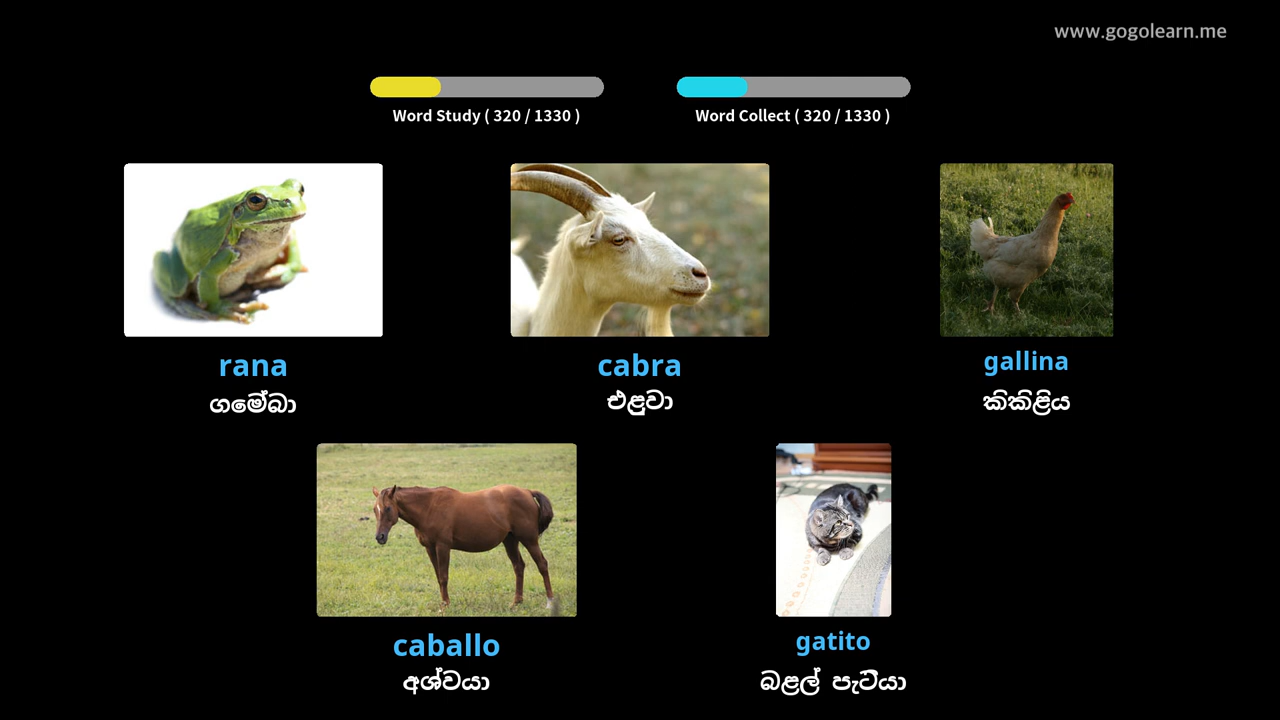 www.gogolearn.me
Word Study ( 320 / 1330 )
Word Collect ( 320 / 1330 )
rana
ගමේබා
cabra
එළුවා
gallina
කිකිළිය
caballo
අශ්වයා
gatito
බළල් පැටියා